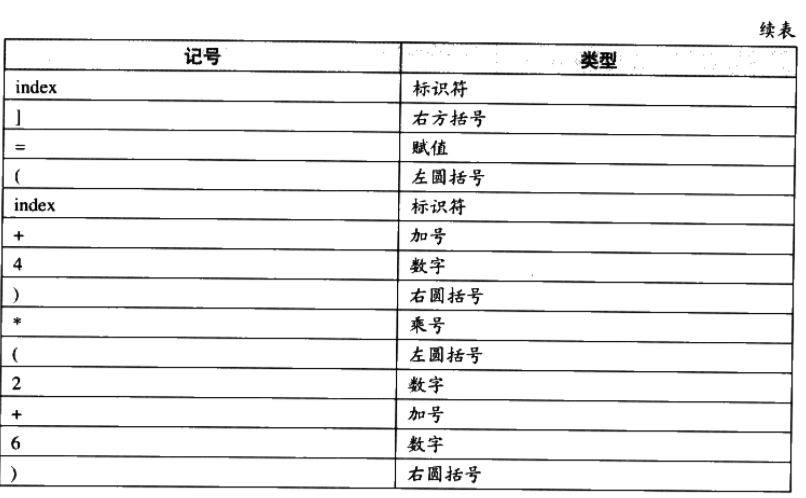 续表
记号 类型
index 标识符
] 右方括号
= 赋值
( 左圆括号
index 标识符
+ 加号
4 数字
) 右圆括号
* 乘号
( 左圆括号
2 数字
+ 加号
6 数字
) 右圆括号